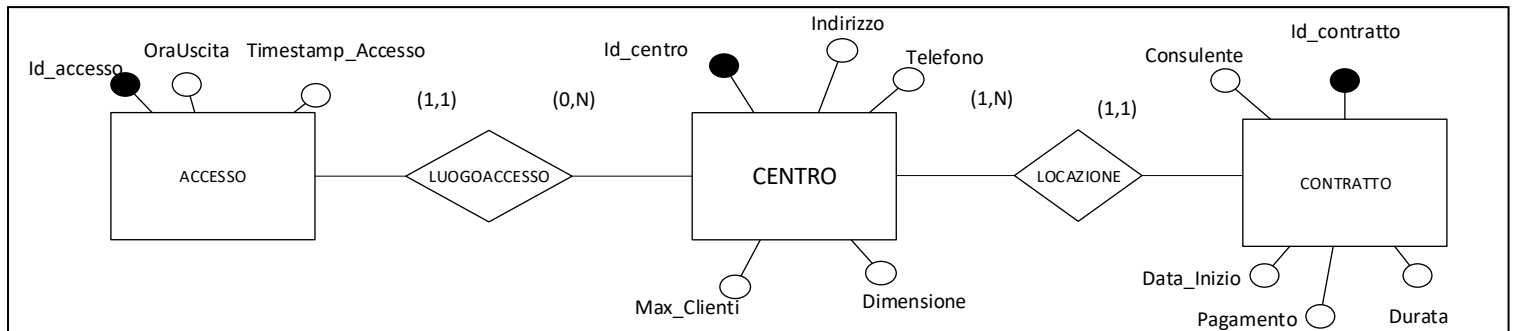 Indirizzo
Id_contratto
Id_centro
OraUscita
Timestamp_Accesso
Telefono
Consulente
Id_accesso
(1,1)
(0,N)
(1,N)
(1,1)
ACCESSO
LUOGOACCESSO
CENTRO
LOCAZIONE
CONTRATTO
Data_Inizio
Max_Clienti
Dimensione
Pagamento
Durata